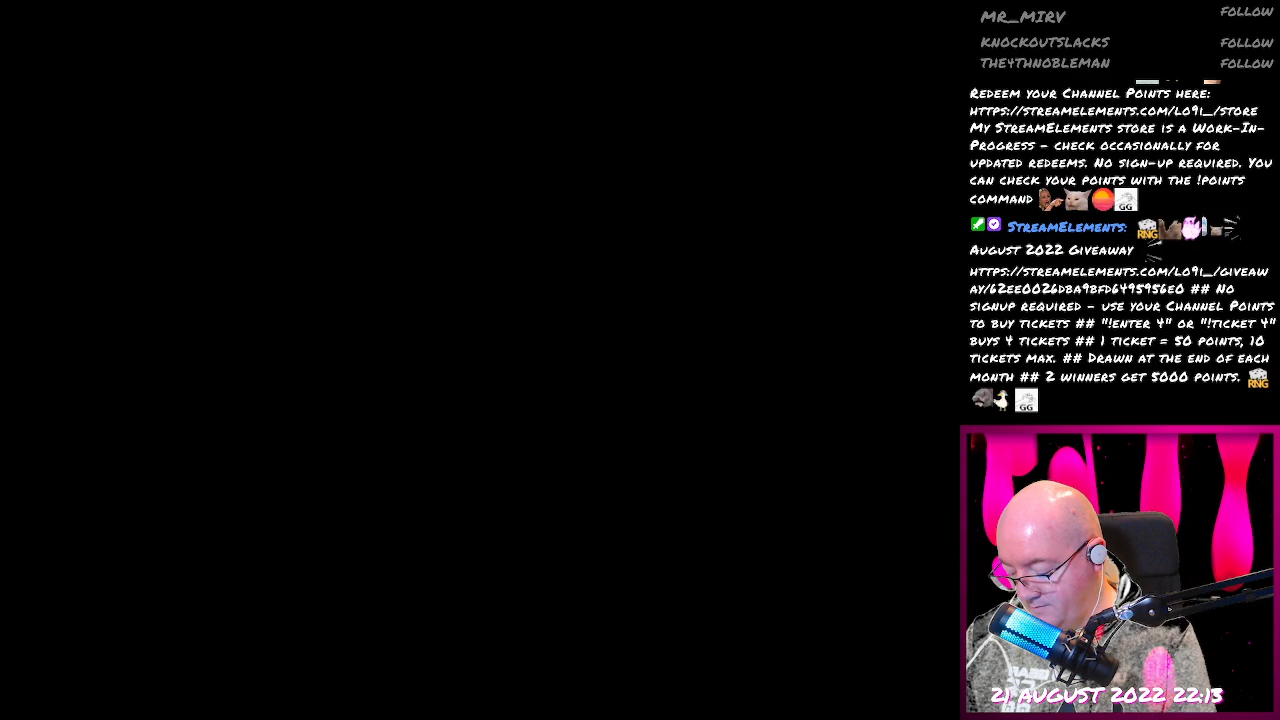 MR_MIRV FOLLOW
KNOCKOUTSLACKS FOLLOW
THE4THNOBLEMAN FOLLOW
REDEEM YOUR CHANNEL POINTS HERE:
HTTPS://STREAMELEMENTS.COM/LO9I_/STORE
MY STREAMELEMENTS STORE IS A WORK-IN-
PROGRESS - CHECK OCCASIONALLY FOR
UPDATED REDEEMS. NO SIGN-UP REQUIRED. YOU
CAN CHECK YOUR POINTS WITH THE !POINTS
COMMAND GG
STREAMELEMENTS: RNG
AUGUST 2022 GIVEAWAY
HTTPS://STREAMELEMENTS.COM/LO9I_/GIVEAW
AY/62EE0026DBA9BFD6495956E0 ## NO
SIGNUP REQUIRED - USE YOUR CHANNEL POINTS
TO BUY TICKETS ## "!ENTER 4" OR "!TICKET 4"
BUYS 4 TICKETS ## 1 TICKET = 50 POINTS, 10
TICKETS MAX. ## DRAWN AT THE END OF EACH
MONTH ## 2 WINNERS GET 5000 POINTS. RNG
GG
21 AUGUST 2022 22:13